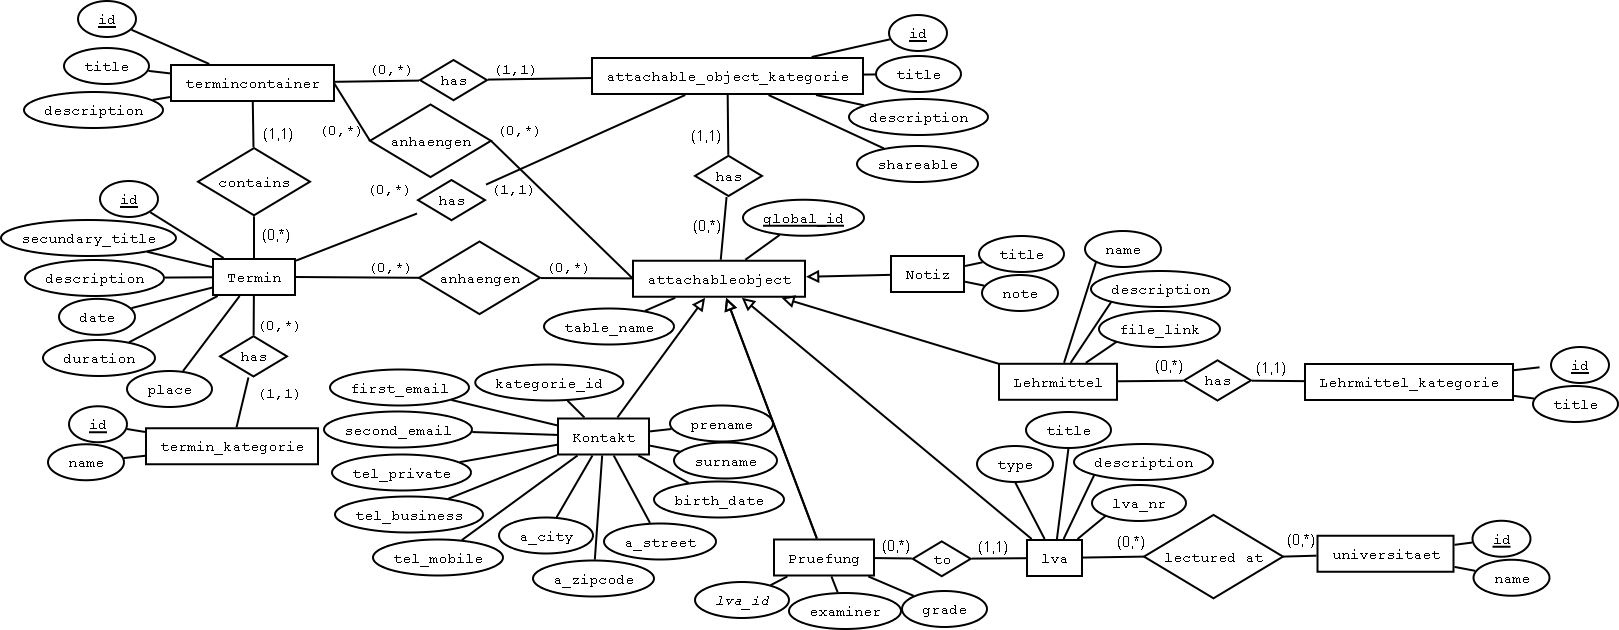 id
id
title
(0,*)
has
(1,1)
attachable_object_kategorie
title
termincontainer
description
description
(1,1)
(0,*)
anhaengen
(0,*)
(1,1)
shareable
contains
has
(0,*)
has
(1,1)
id
global_id
secundary_title
(0,*)
(0,*)
name
title
description
Termin
(0,*)
anhaengen
(0,*)
attachableobject
Notiz
description
note
date
(0,*)
table_name
file_link
duration
has
place
(1,1)
first_email
kategorie_id
Lehrmittel
(0,*)
has
(1,1)
Lehrmittel_kategorie
id
title
id
name
termin_kategorie
second_email
Kontakt
prename
title
tel_private
surname
type
description
tel_business
birth_date
lva_nr
a_city
a_street
tel_mobile
a_zipcode
Pruefung
(0,*)
to
(1,1)
lva
(0,*)
lectured at
(0,*)
universitaet
id
name
lva_id
examiner
grade